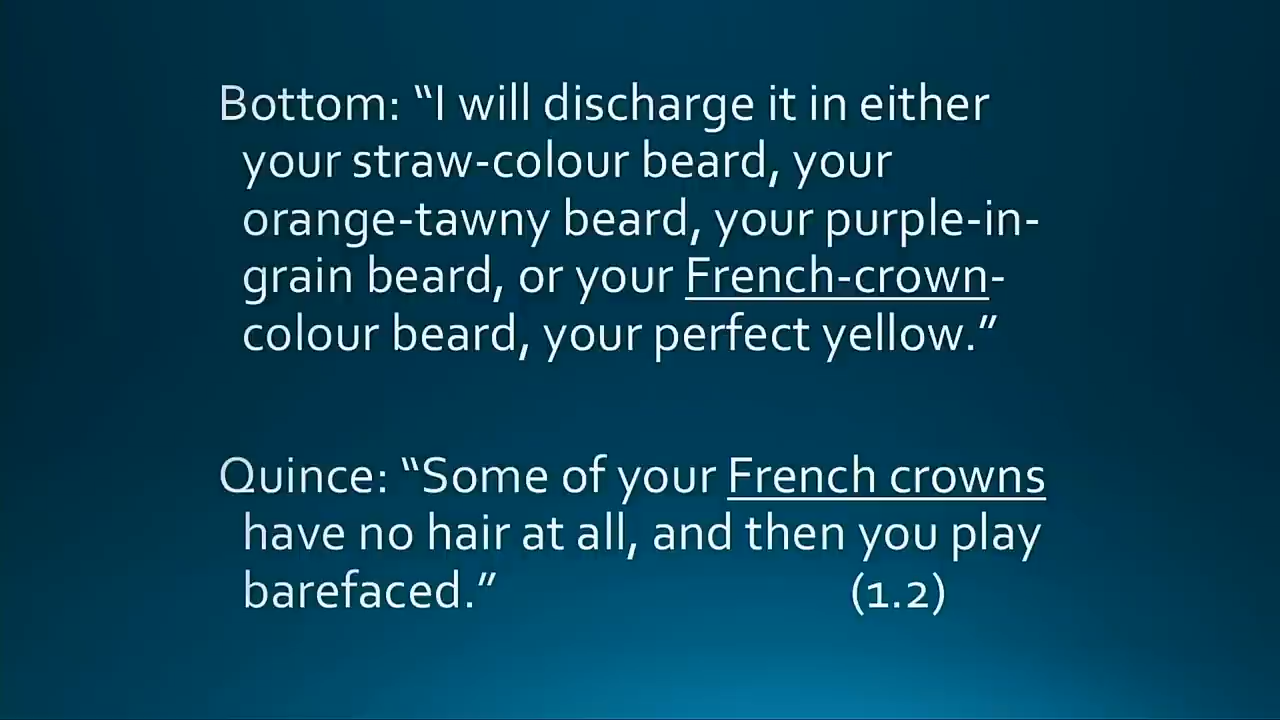 Bottom: “I will discharge it in either
your straw-colour beard, your
orange-tawny beard, your purple-in-
grain beard, or your French-crown-
colour beard, your perfect yellow.”
Quince: “Some of your French crowns
have no hair at all, and then you play
barefaced.” (1.2)